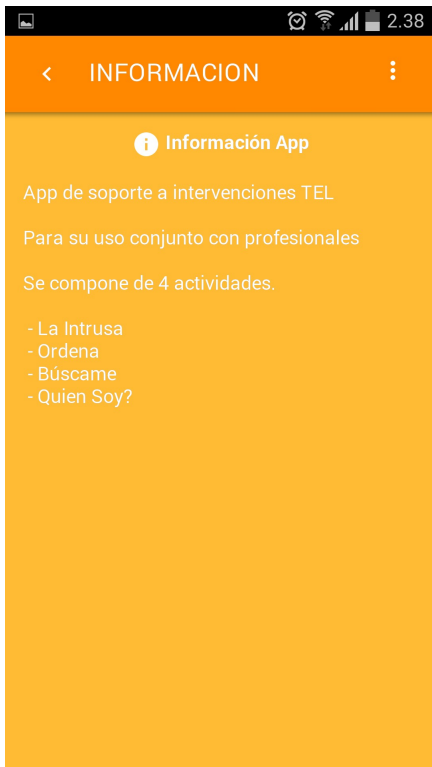 2.38
INFORMACION
Información App
App de soporte a intervenciones TEL
Para su uso conjunto con profesionales
Se compone de 4 actividades.
- La Intrusa
- Ordena
- Búscame
- Quien Soy?